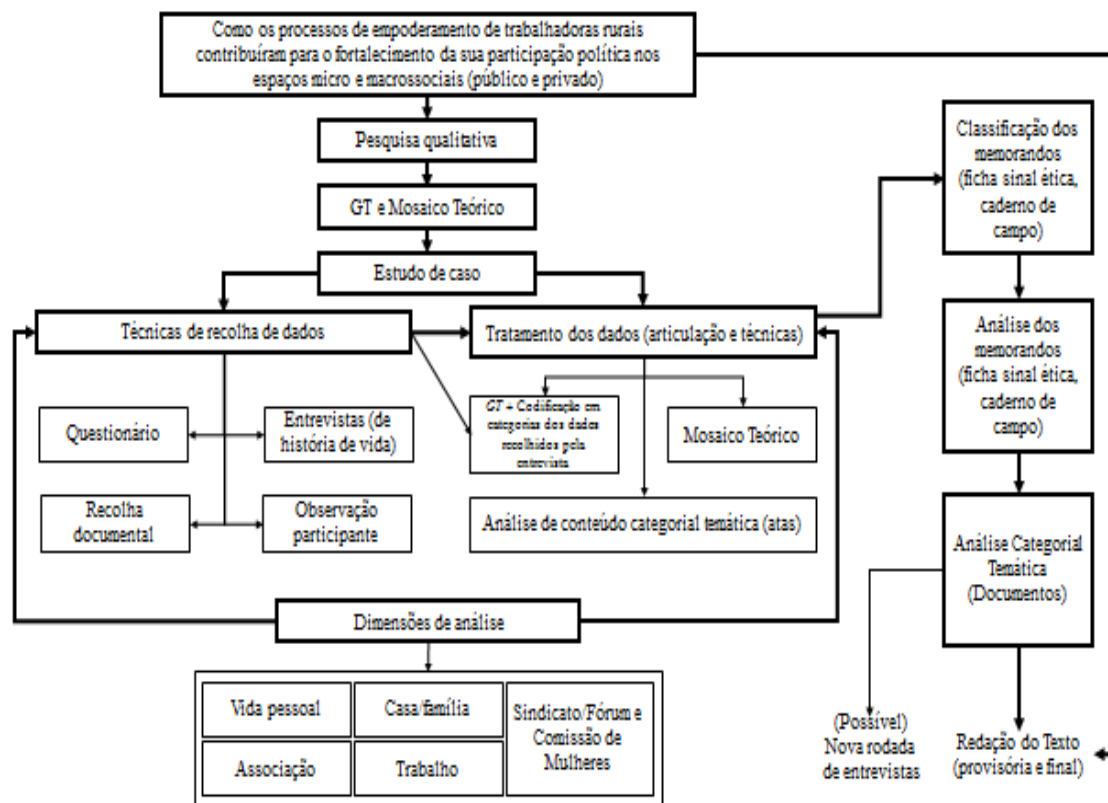 Como os processos de empoderamento de trabalhadoras rurais
contribuíram para o fortalecimento da sua participação política nos
espaços micro e macrossociais (público e privado)
Pesquisa qualitativa
GT e Mosaico Teórico
Estudo de caso
Técnicas de recolha de dados
Tratamento dos dados (articulação e técnicas)
Questionário
Entrevistas (de
história de vida)
Recolha
documental
Observação
participante
GT + Codificação em
categorias dos dados
recolhidos pela
entrevista
Mosaico Teórico
Análise de conteúdo categorial temática (atas)
Dimensões de análise
Vida pessoal
Casa/família
Sindicato/Fórum e
Comissão de
Mulheres
Associação
Trabalho
Classificação dos
memorandos
(ficha sinal ética,
caderno de
campo)
Análise dos
memorandos
(ficha sinal ética,
caderno de
campo)
Análise Categorial
Temática
(Documentos)
(Possível)
Nova rodada
de entrevistas
Redação do Texto
(provisória e final)